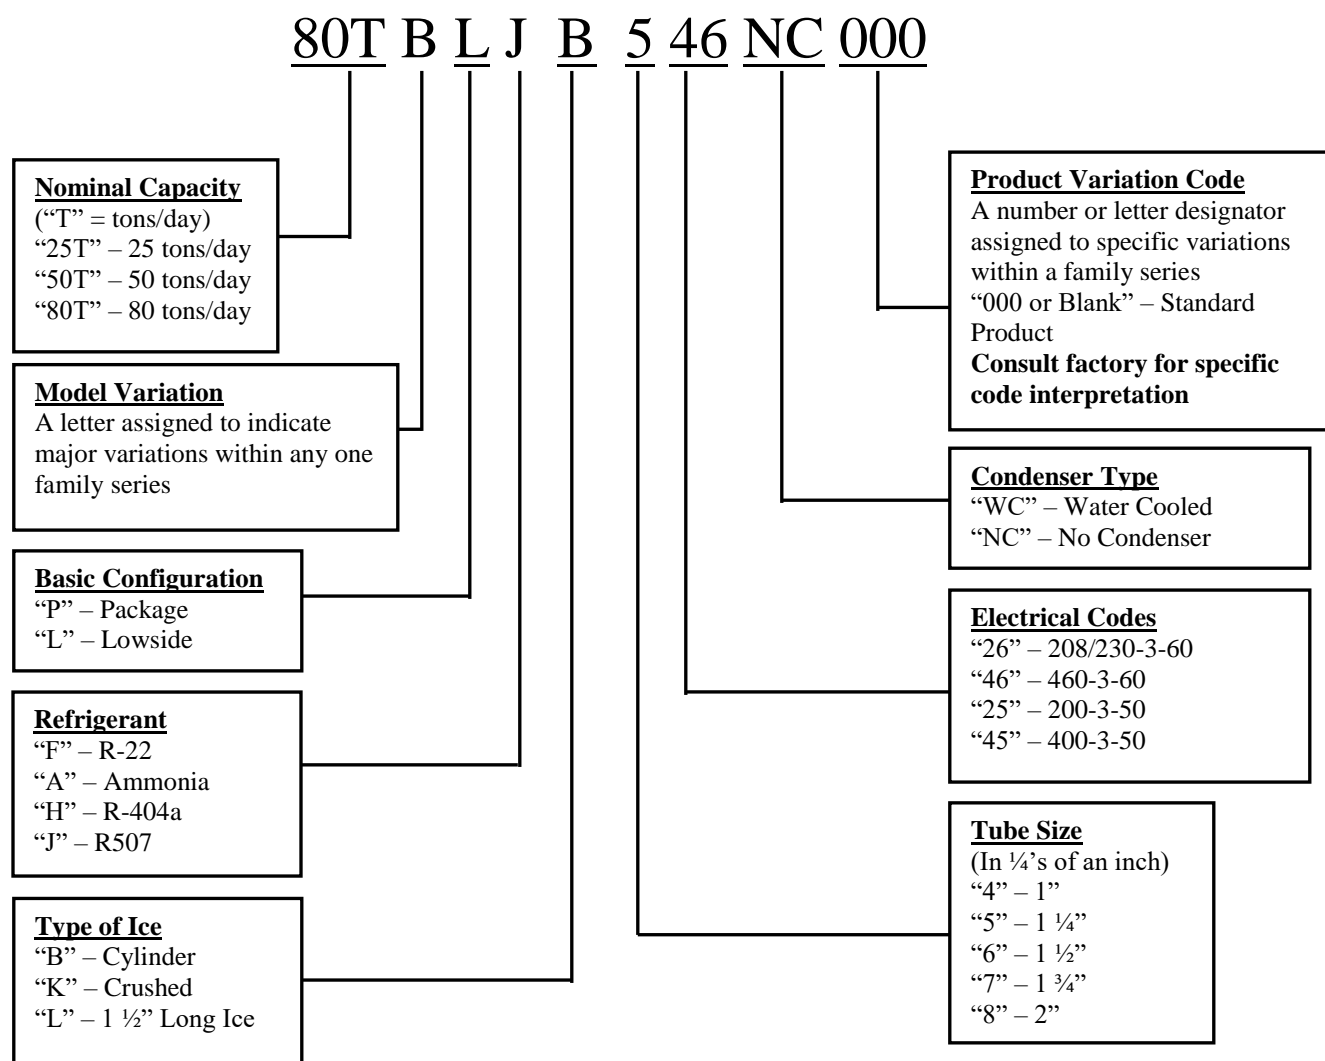 80T B L J B 5 46 NC 000
Nominal Capacity
(“T” = tons/day)
“25T” – 25 tons/day
“50T” – 50 tons/day
“80T” – 80 tons/day
Model Variation
A letter assigned to indicate
major variations within any one
family series
Basic Configuration
“P” – Package
“L” – Lowside
Refrigerant
“F” – R-22
“A” – Ammonia
“H” – R-404a
“J” – R507
Type of Ice
“B” – Cylinder
“K” – Crushed
“L” – 1 ½” Long Ice
Product Variation Code
A number or letter designator
assigned to specific variations
within a family series
“000 or Blank” – Standard
Product
Consult factory for specific
code interpretation
Condenser Type
“WC” – Water Cooled
“NC” – No Condenser
Electrical Codes
“26” – 208/230-3-60
“46” – 460-3-60
“25” – 200-3-50
“45” – 400-3-50
Tube Size
(In ¼’s of an inch)
“4” – 1”
“5” – 1 ¼”
“6” – 1 ½”
“7” – 1 ¾”
“8” – 2”